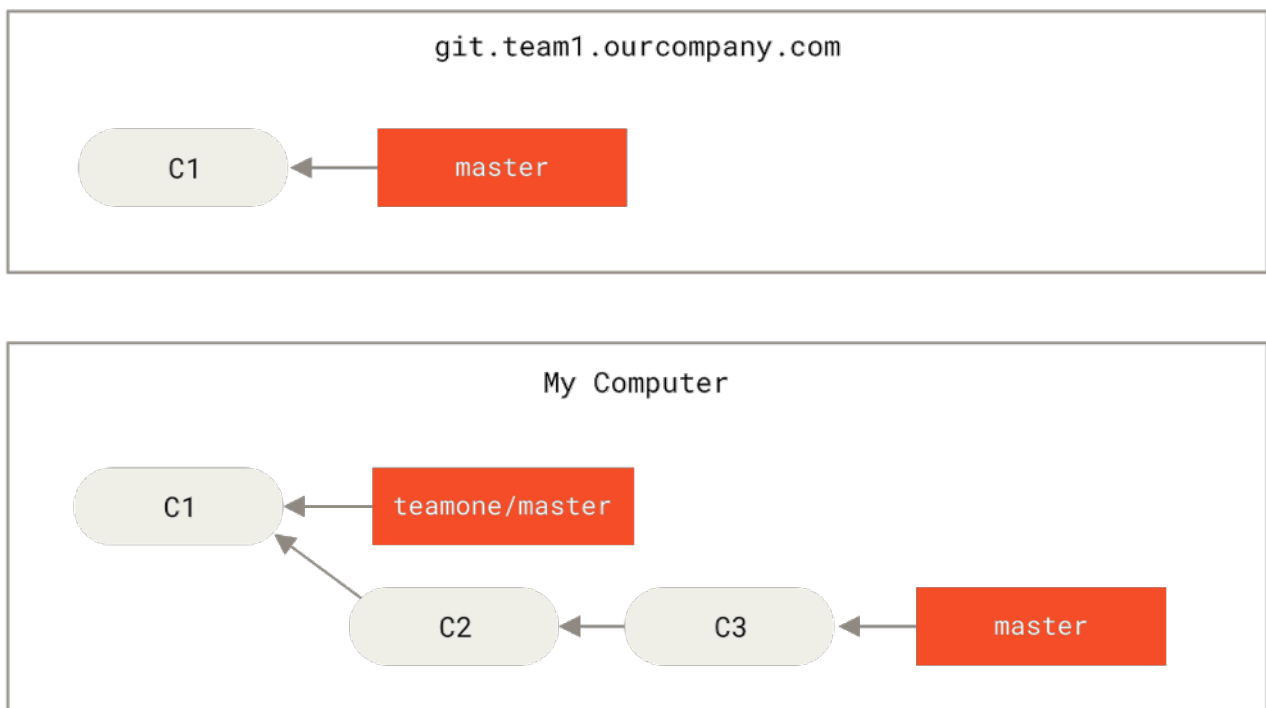 git.team1.ourcompany.com
C1
master
My Computer
C1
teamone/master
C2
C3
master